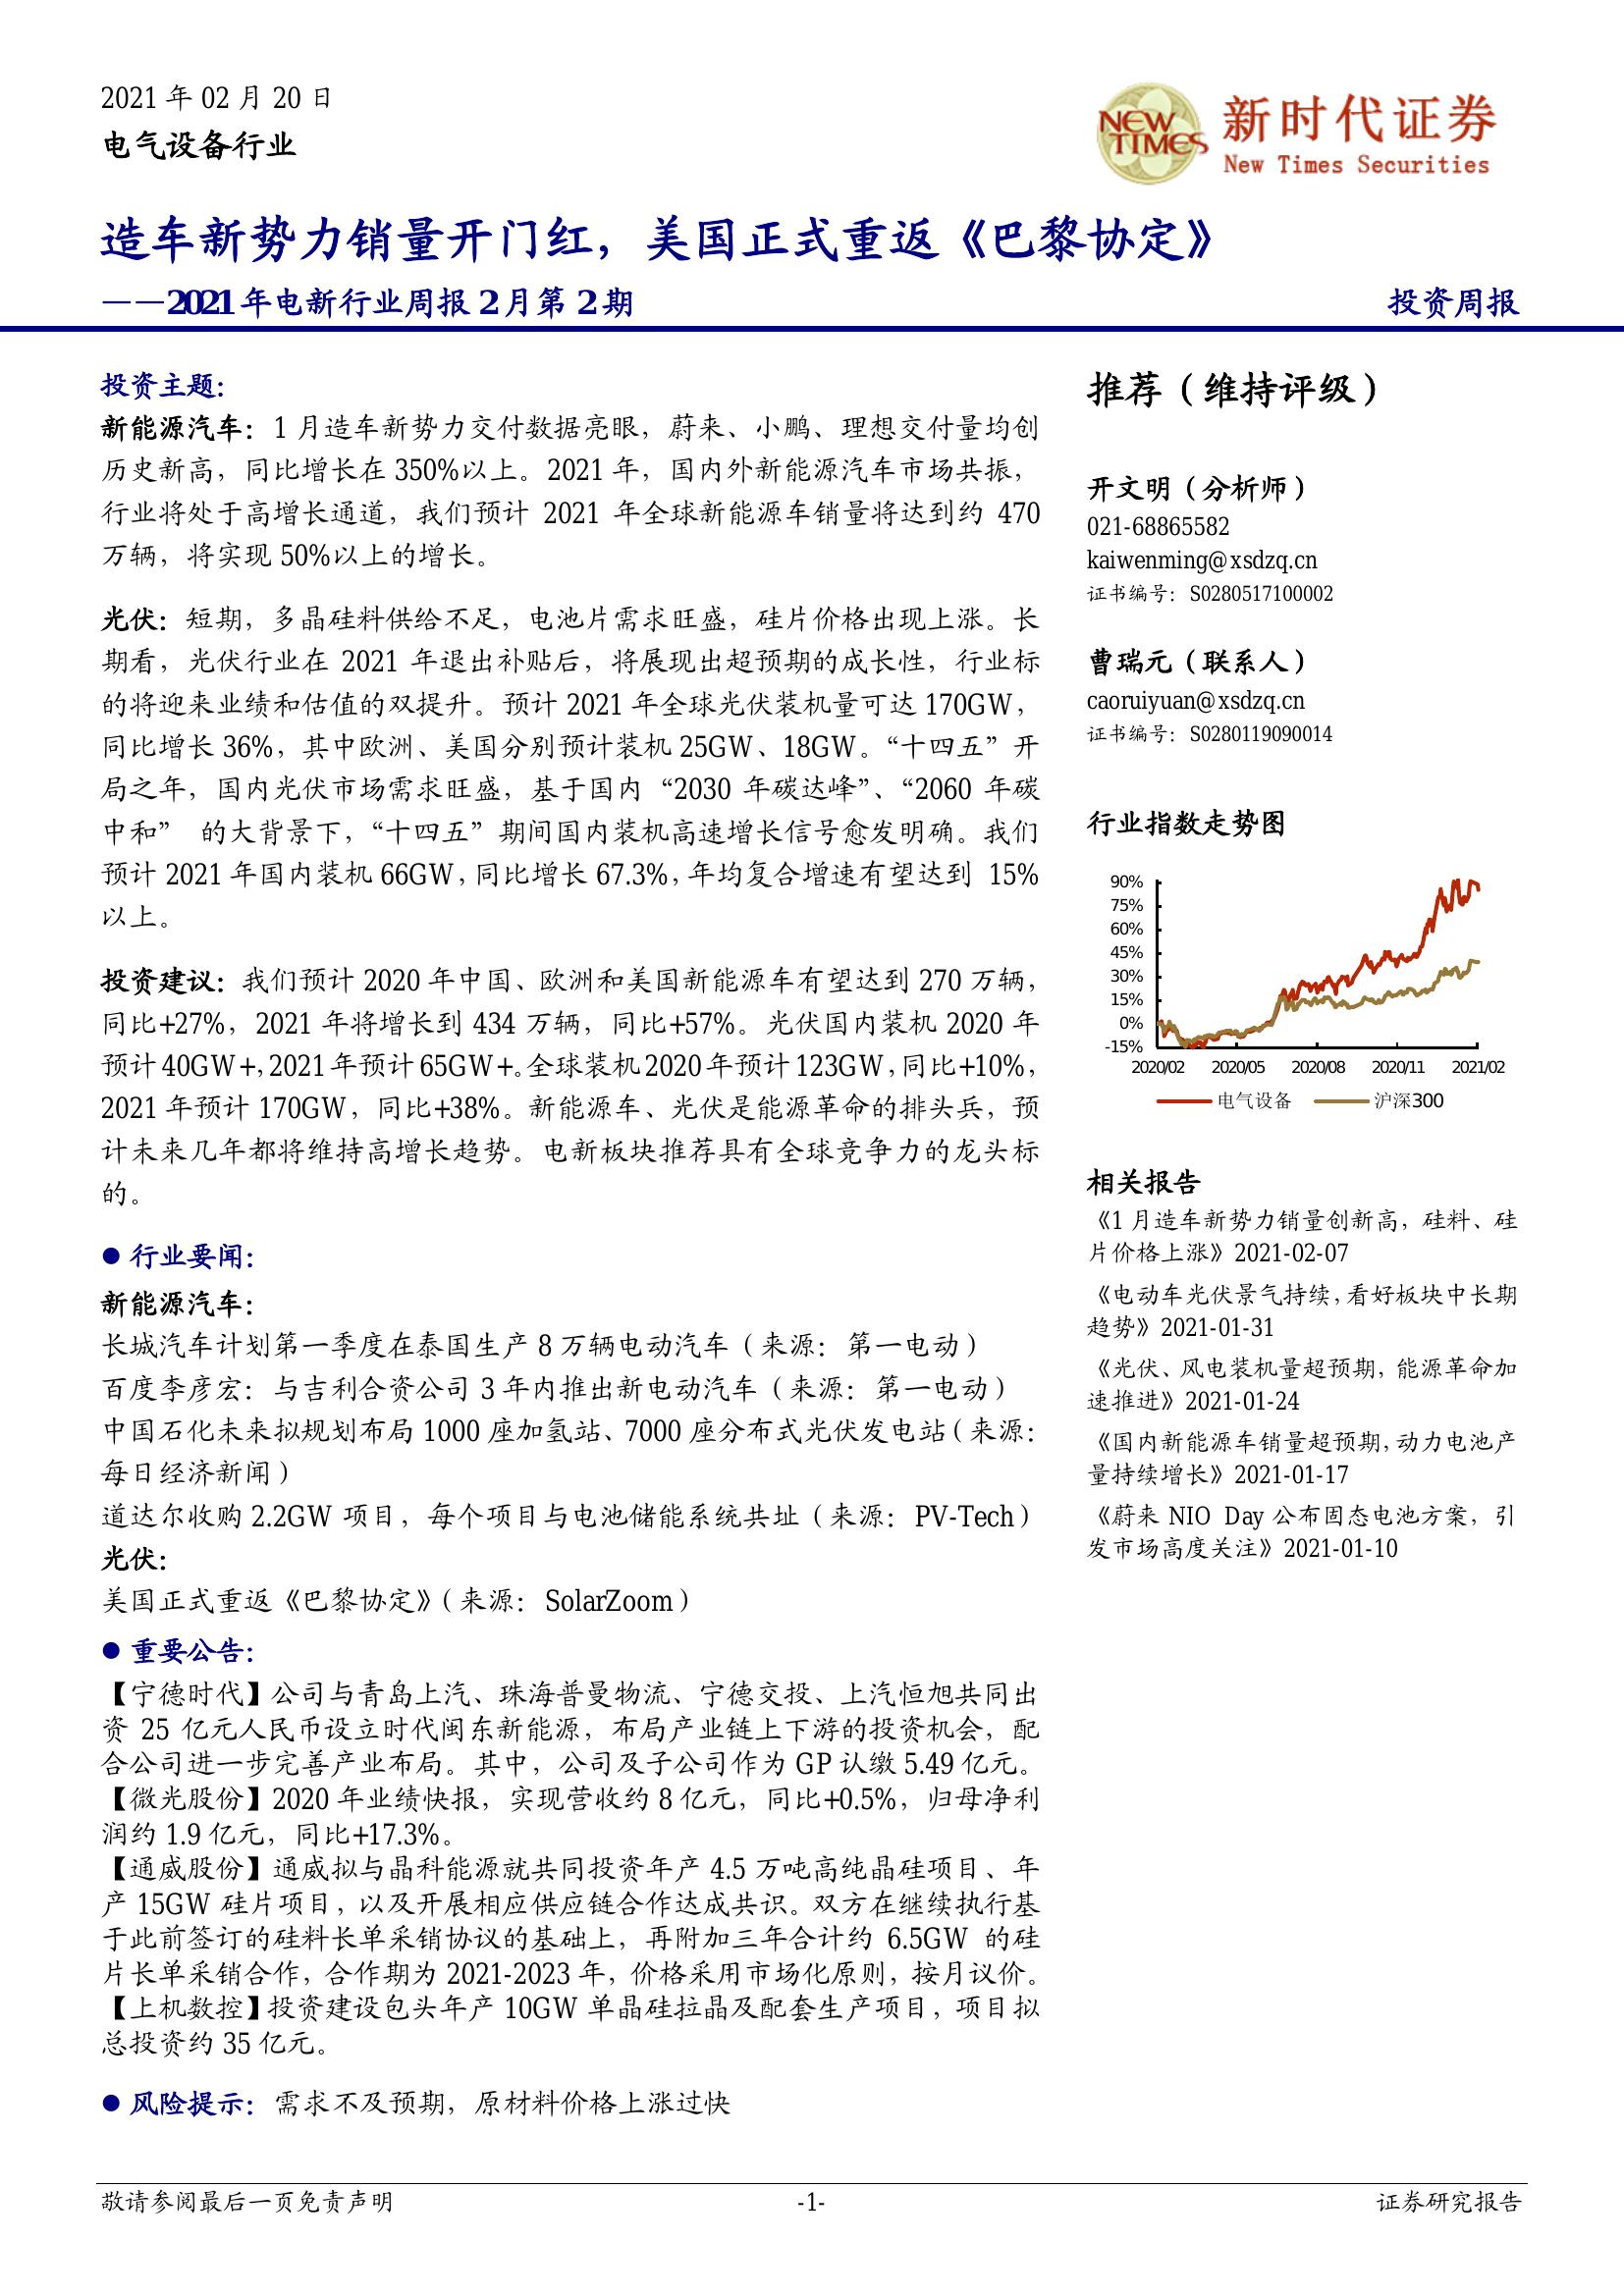 2021 年 02 月 20 日
电气设备行业
NEW TIMES
新时代证券
New Times Securities
造车新势力销量开门红，美国正式重返《巴黎协定》
——2021 年电新行业周报 2 月第 2 期
投资周报
投资主题：
新能源汽车：1 月造车新势力交付数据亮眼，蔚来、小鹏、理想交付量均创
历史新高，同比增长在 350%以上。2021 年，国内外新能源汽车市场共振，
行业将处于高增长通道，我们预计 2021 年全球新能源车销量将达到约 470
万辆，将实现 50%以上的增长。
光伏：短期，多晶硅料供给不足，电池片需求旺盛，硅片价格出现上涨。长
期看，光伏行业在 2021 年退出补贴后，将展现出超预期的成长性，行业标
的将迎来业绩和估值的双提升。预计 2021 年全球光伏装机量可达 170GW，
同比增长 36%，其中欧洲、美国分别预计装机 25GW、18GW。“十四五”开
局之年，国内光伏市场需求旺盛，基于国内“2030 年碳达峰”、“2060 年碳
中和” 的大背景下，“十四五”期间国内装机高速增长信号愈发明确。我们
预计 2021 年国内装机 66GW，同比增长 67.3%，年均复合增速有望达到 15%
以上。
投资建议：我们预计 2020 年中国、欧洲和美国新能源车有望达到 270 万辆，
同比+27%，2021 年将增长到 434 万辆，同比+57%。光伏国内装机 2020 年
预计 40GW+，2021 年预计 65GW+。全球装机 2020 年预计 123GW，同比+10%，
2021 年预计 170GW，同比+38%。新能源车、光伏是能源革命的排头兵，预
计未来几年都将维持高增长趋势。电新板块推荐具有全球竞争力的龙头标
的。
● 行业要闻：
新能源汽车：
长城汽车计划第一季度在泰国生产 8 万辆电动汽车（来源：第一电动）
百度李彦宏：与吉利合资公司 3 年内推出新电动汽车（来源：第一电动）
中国石化未来拟规划布局 1000 座加氢站、7000 座分布式光伏发电站（来源：
每日经济新闻）
道达尔收购 2.2GW 项目，每个项目与电池储能系统共址（来源：PV-Tech）
光伏：
美国正式重返《巴黎协定》（来源：SolarZoom）
● 重要公告：
【宁德时代】公司与青岛上汽、珠海普曼物流、宁德交投、上汽恒旭共同出
资 25 亿元人民币设立时代闽东新能源，布局产业链上下游的投资机会，配
合公司进一步完善产业布局。其中，公司及子公司作为 GP 认缴 5.49 亿元。
【微光股份】2020 年业绩快报，实现营收约 8 亿元，同比+0.5%，归母净利
润约 1.9 亿元，同比+17.3%。
【通威股份】通威拟与晶科能源就共同投资年产 4.5 万吨高纯晶硅项目、年
产 15GW 硅片项目，以及开展相应供应链合作达成共识。双方在继续执行基
于此前签订的硅料长单采销协议的基础上，再附加三年合计约 6.5GW 的硅
片长单采销合作，合作期为 2021-2023 年，价格采用市场化原则，按月议价。
【上机数控】投资建设包头年产 10GW 单晶硅拉晶及配套生产项目，项目拟
总投资约 35 亿元。
● 风险提示：需求不及预期，原材料价格上涨过快
推荐（维持评级）
开文明（分析师）
021-68865582
kaiwenming@xsdzq.cn
证书编号：S0280517100002
曹瑞元（联系人）
caoruiyuan@xsdzq.cn
证书编号：S0280119090014
行业指数走势图
90%
75%
60%
45%
30%
15%
0%
-15%
2020/02 2020/05 2020/08 2020/11 2021/02
电气设备 沪深300
相关报告
《1 月造车新势力销量创新高，硅料、硅
片价格上涨》2021-02-07
《电动车光伏景气持续，看好板块中长期
趋势》2021-01-31
《光伏、风电装机量超预期，能源革命加
速推进》2021-01-24
《国内新能源车销量超预期，动力电池产
量持续增长》2021-01-17
《蔚来 NIO Day 公布固态电池方案，引
发市场高度关注》2021-01-10
敬请参阅最后一页免责声明
-1-
证券研究报告